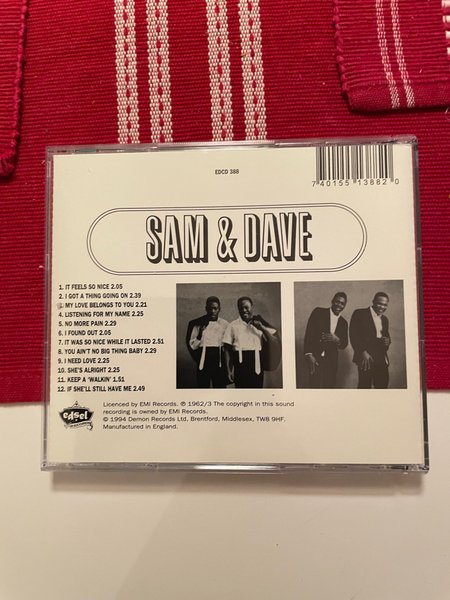 EDCD 388
7 40155 13882 0
SAM & DAVE
1. IT FEELS SO NICE 2.05
2. I GOT A THING GOING ON 2.39
3. MY LOVE BELONGS TO YOU 2.21
4. LISTENING FOR MY NAME 2.25
5. NO MORE PAIN 2.29
6. I FOUND OUT 2.05
7. IT WAS SO NICE WHILE IT LASTED 2.51
8. YOU AIN'T NO BIG THING BABY 2.29
9. I NEED LOVE 2.25
10. SHE'S ALRIGHT 2.25
11. KEEP A 'WALKIN' 1.51
12. IF SHE'LL STILL HAVE ME 2.49
edsel
Licenced by EMI Records. ℗ 1962/3 The copyright in this sound
recording is owned by EMI Records.
© 1994 Demon Records Ltd, Brentford, Middlesex, TW8 9HF.
Manufactured in England.